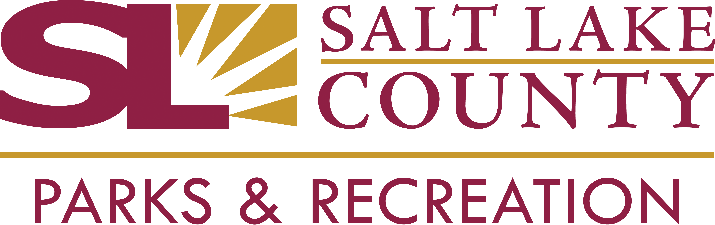 SL
SALT LAKE
COUNTY
PARKS & RECREATION